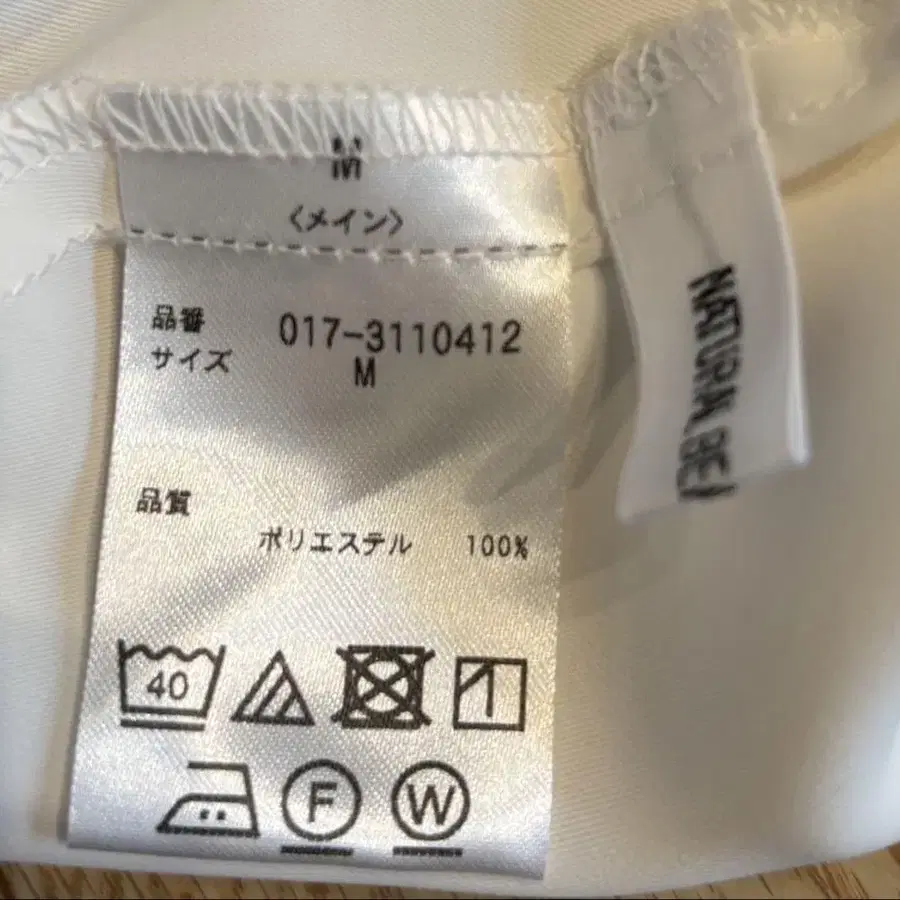 M
〈メイン〉
品番 017-3110412
サイズ M
品質
ポリエステル 100%
40
F W
NATURAL BEA